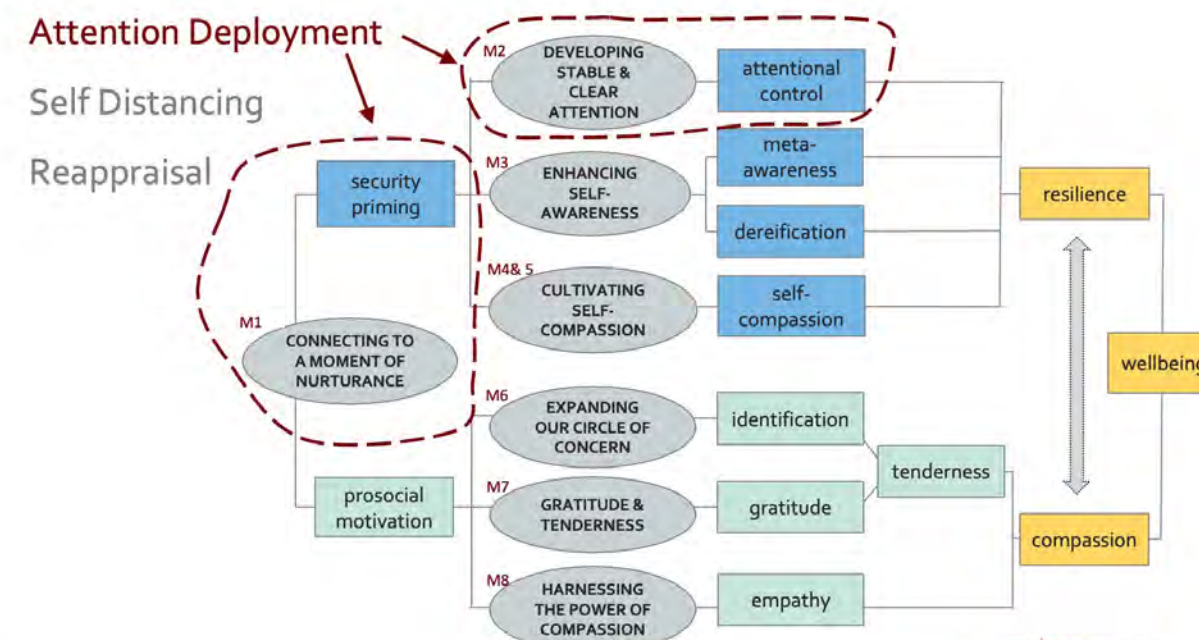 Attention Deployment
Self Distancing
Reappraisal
M2
DEVELOPING
STABLE &
CLEAR
ATTENTION
attentional
control
security
priming
M3
ENHANCING
SELF-
AWARENESS
meta-
awareness
dereification
resilience
M4& 5
CULTIVATING
SELF-
COMPASSION
self-
compassion
M1
CONNECTING TO
A MOMENT OF
NURTURANCE
wellbeing
M6
EXPANDING
OUR CIRCLE OF
CONCERN
identification
tenderness
prosocial
motivation
M7
GRATITUDE &
TENDERNESS
gratitude
compassion
M8
HARNESSING
THE POWER OF
COMPASSION
empathy